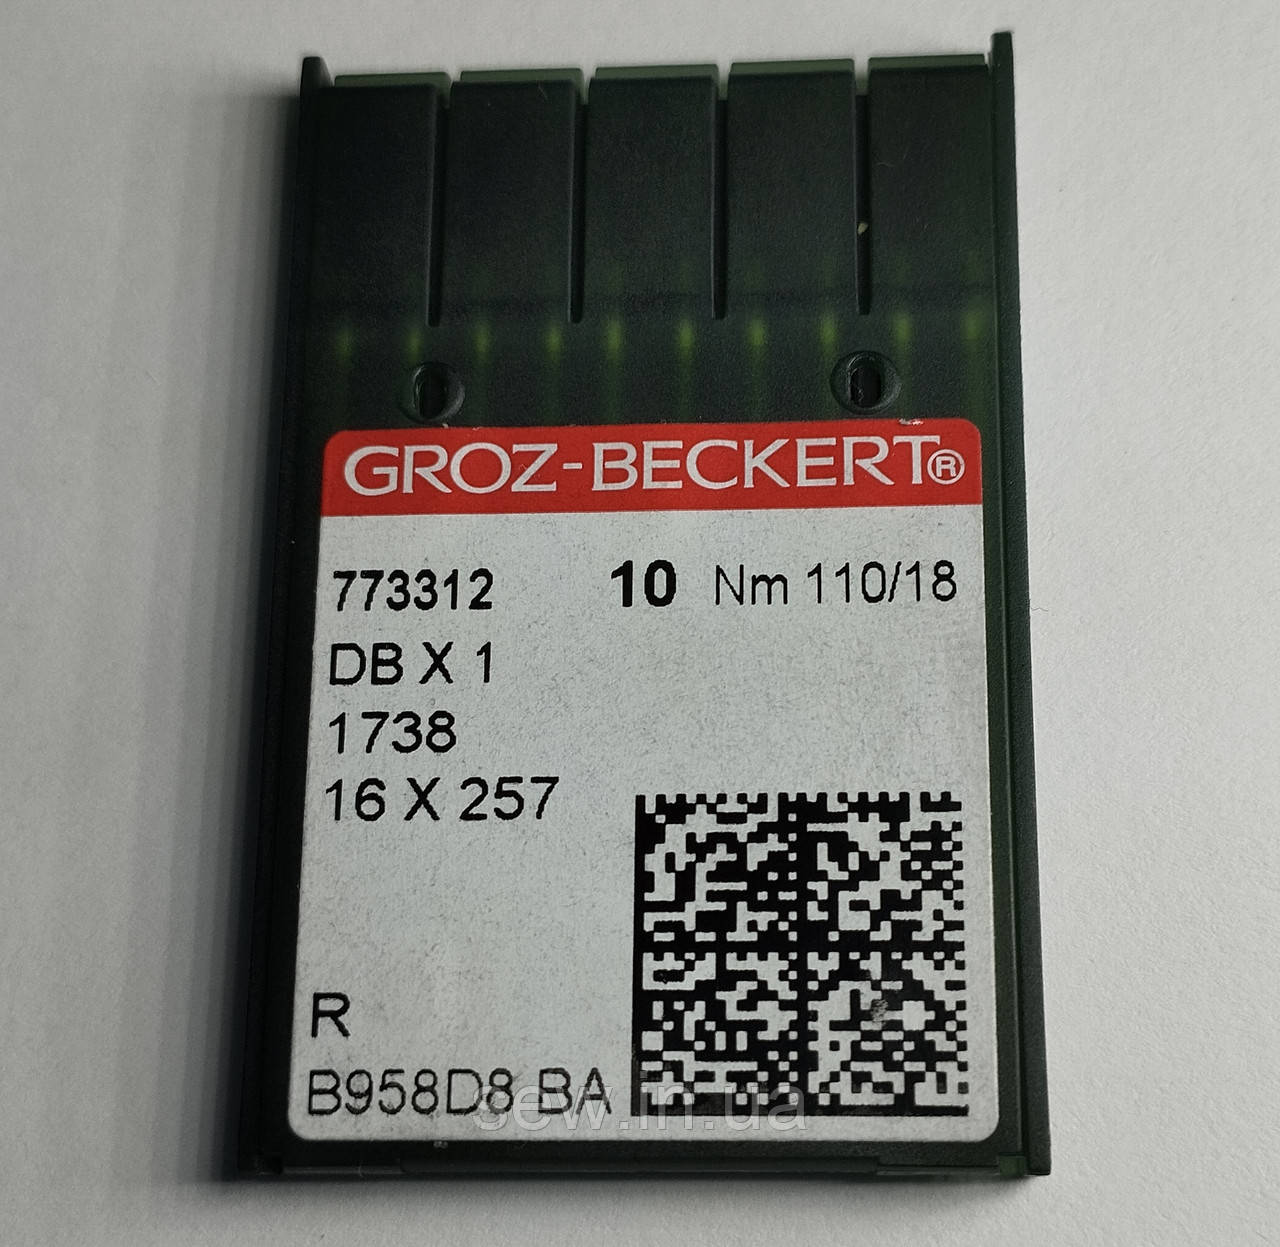 GROZ-BECKERT®
773312 10 Nm 110/18
DB X 1
1738
16 X 257
R
B958D8 BA
sew.in.ua